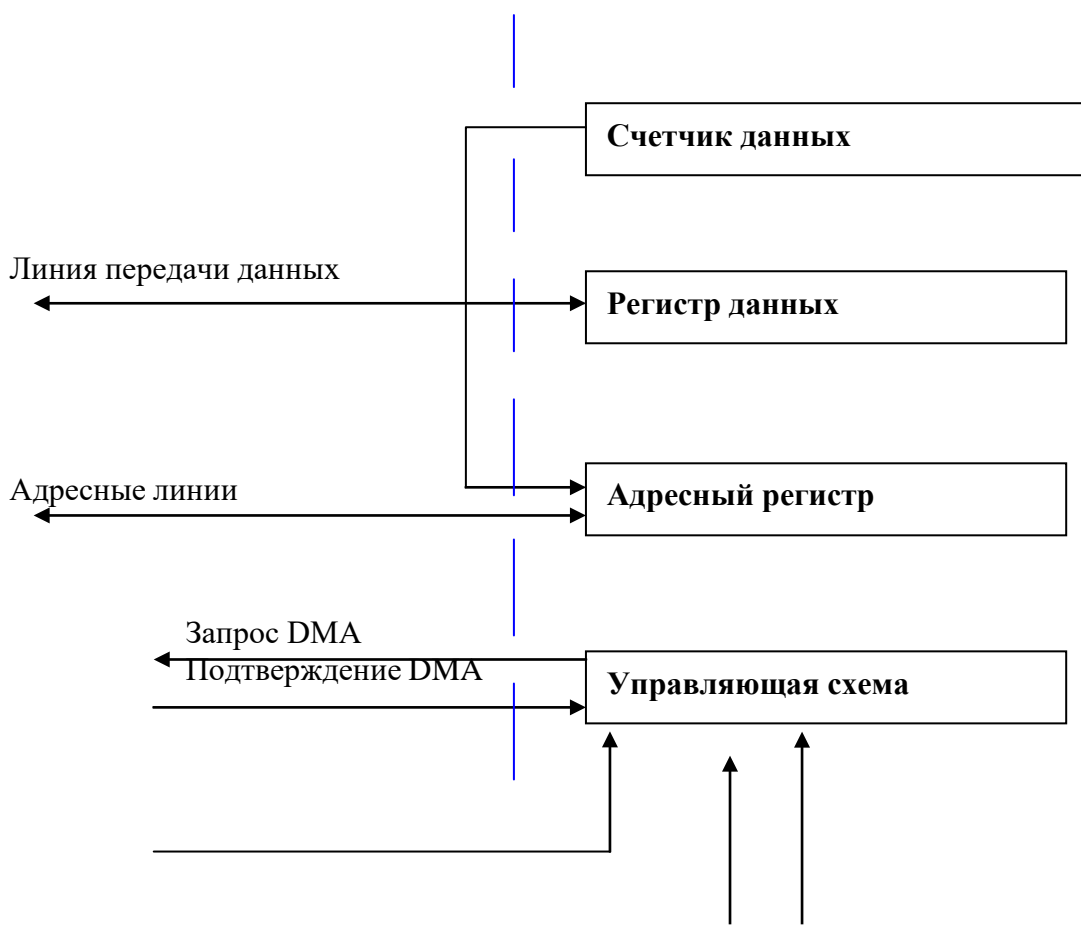 Счетчик данных
Линия передачи данных
Регистр данных
Адресные линии
Адресный регистр
Запрос DMA
Подтверждение DMA
Управляющая схема